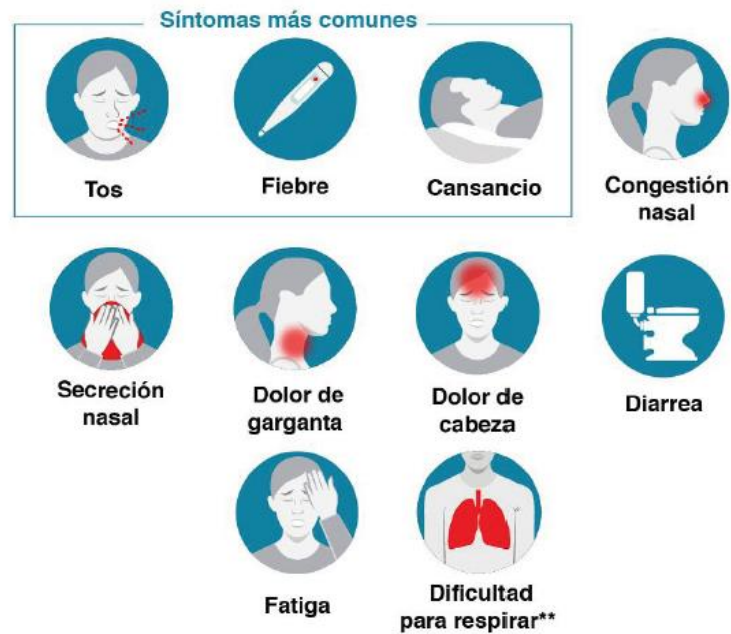 Síntomas más comunes
Tos
Fiebre
Cansancio
Congestión
nasal
Secreción
nasal
Dolor de
garganta
Dolor de
cabeza
Diarrea
Fatiga
Dificultad
para respirar**